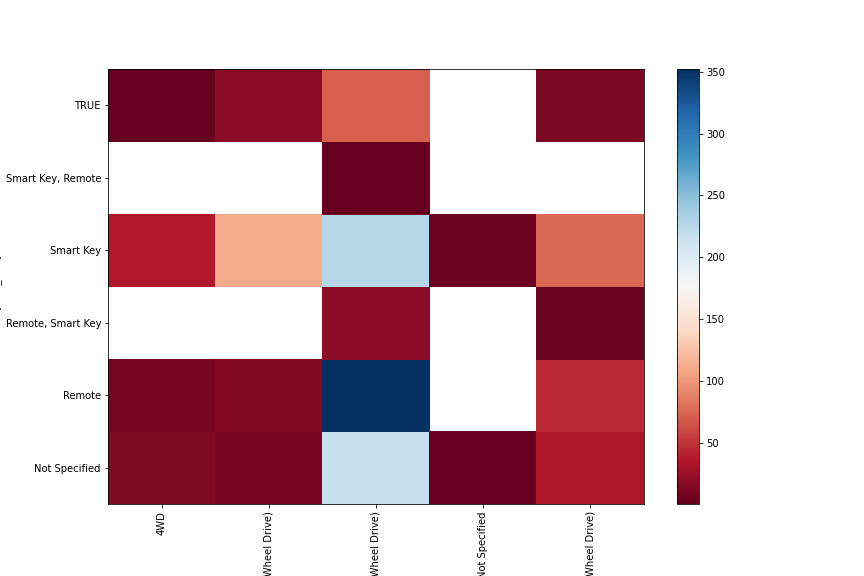 TRUE
Smart Key, Remote
Smart Key
Remote, Smart Key
Remote
Not Specified
4WD
Wheel Drive)
Wheel Drive)
Not Specified
Wheel Drive)
350
300
250
200
150
100
50